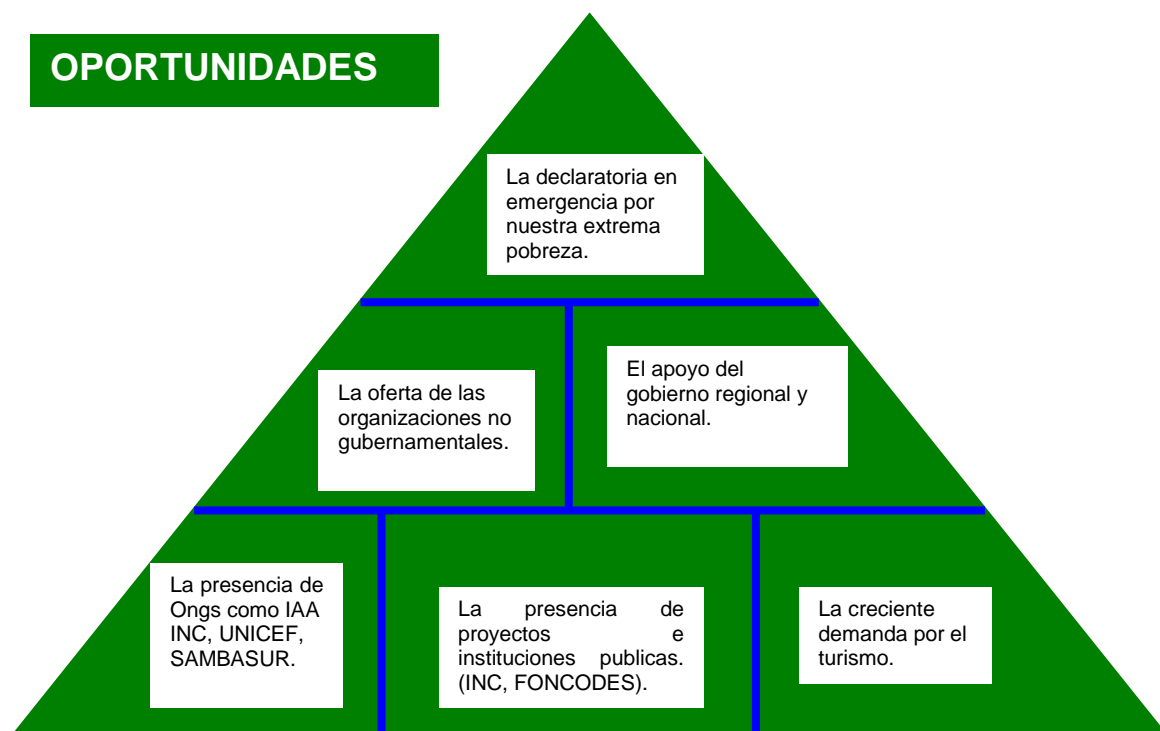 OPORTUNIDADES
La declaratoria en
emergencia por
nuestra extrema
pobreza.
La oferta de las
organizaciones no
gubernamentales.
El apoyo del
gobierno regional y
nacional.
La presencia de
Ongs como IAA
INC, UNICEF,
SAMBASUR.
La presencia de
proyectos e
instituciones publicas.
(INC, FONCODES).
La creciente
demanda por el
turismo.